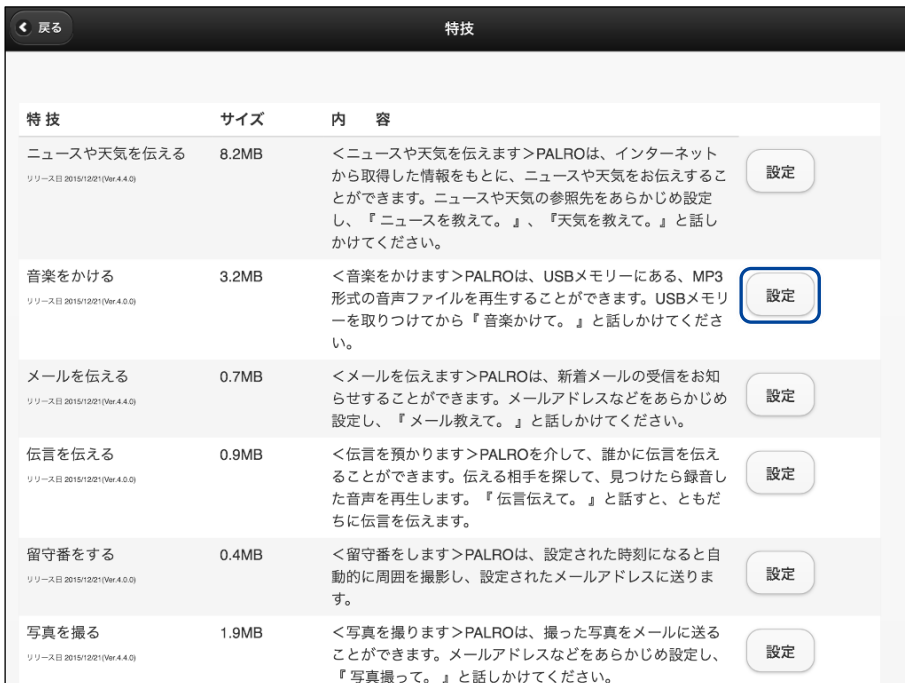 戻る
特技
特 技 サイズ 内　　容
ニュースや天気を伝える 8.2MB ＜ニュースや天気を伝えます＞PALROは、インターネット
リリース日 2015/12/21(Ver.4.4.0) から取得した情報をもとに、ニュースや天気をお伝えするこ
とができます。ニュースや天気の参照先をあらかじめ設定
し、『 ニュースを教えて。 』、『天気を教えて。』と話し
かけてください。
設定
音楽をかける 3.2MB ＜音楽をかけます＞PALROは、USBメモリーにある、MP3
リリース日 2015/12/21(Ver.4.0.0) 形式の音声ファイルを再生することができます。USBメモリ
ーを取りつけてから『 音楽かけて。 』と話しかけてくださ
い。
設定
メールを伝える 0.7MB ＜メールを伝えます＞PALROは、新着メールの受信をお知
リリース日 2015/12/21(Ver.4.4.0) らせすることができます。メールアドレスなどをあらかじめ
設定し、『 メール教えて。 』と話しかけてください。
設定
伝言を伝える 0.9MB ＜伝言を預かります＞PALROを介して、誰かに伝言を伝え
リリース日 2015/12/21(Ver.4.0.0) ることができます。伝える相手を探して、見つけたら録音し
た音声を再生します。『 伝言伝えて。 』と話すと、ともだ
ちに伝言を伝えます。
設定
留守番をする 0.4MB ＜留守番をします＞PALROは、設定された時刻になると自
リリース日 2015/12/21(Ver.4.0.0) 動的に周囲を撮影し、設定されたメールアドレスに送りま
す。
設定
写真を撮る 1.9MB ＜写真を撮ります＞PALROは、撮った写真をメールに送る
リリース日 2015/12/21(Ver.4.4.0) ことができます。メールアドレスなどをあらかじめ設定し、
『 写真撮って。 』と話しかけてください。
設定